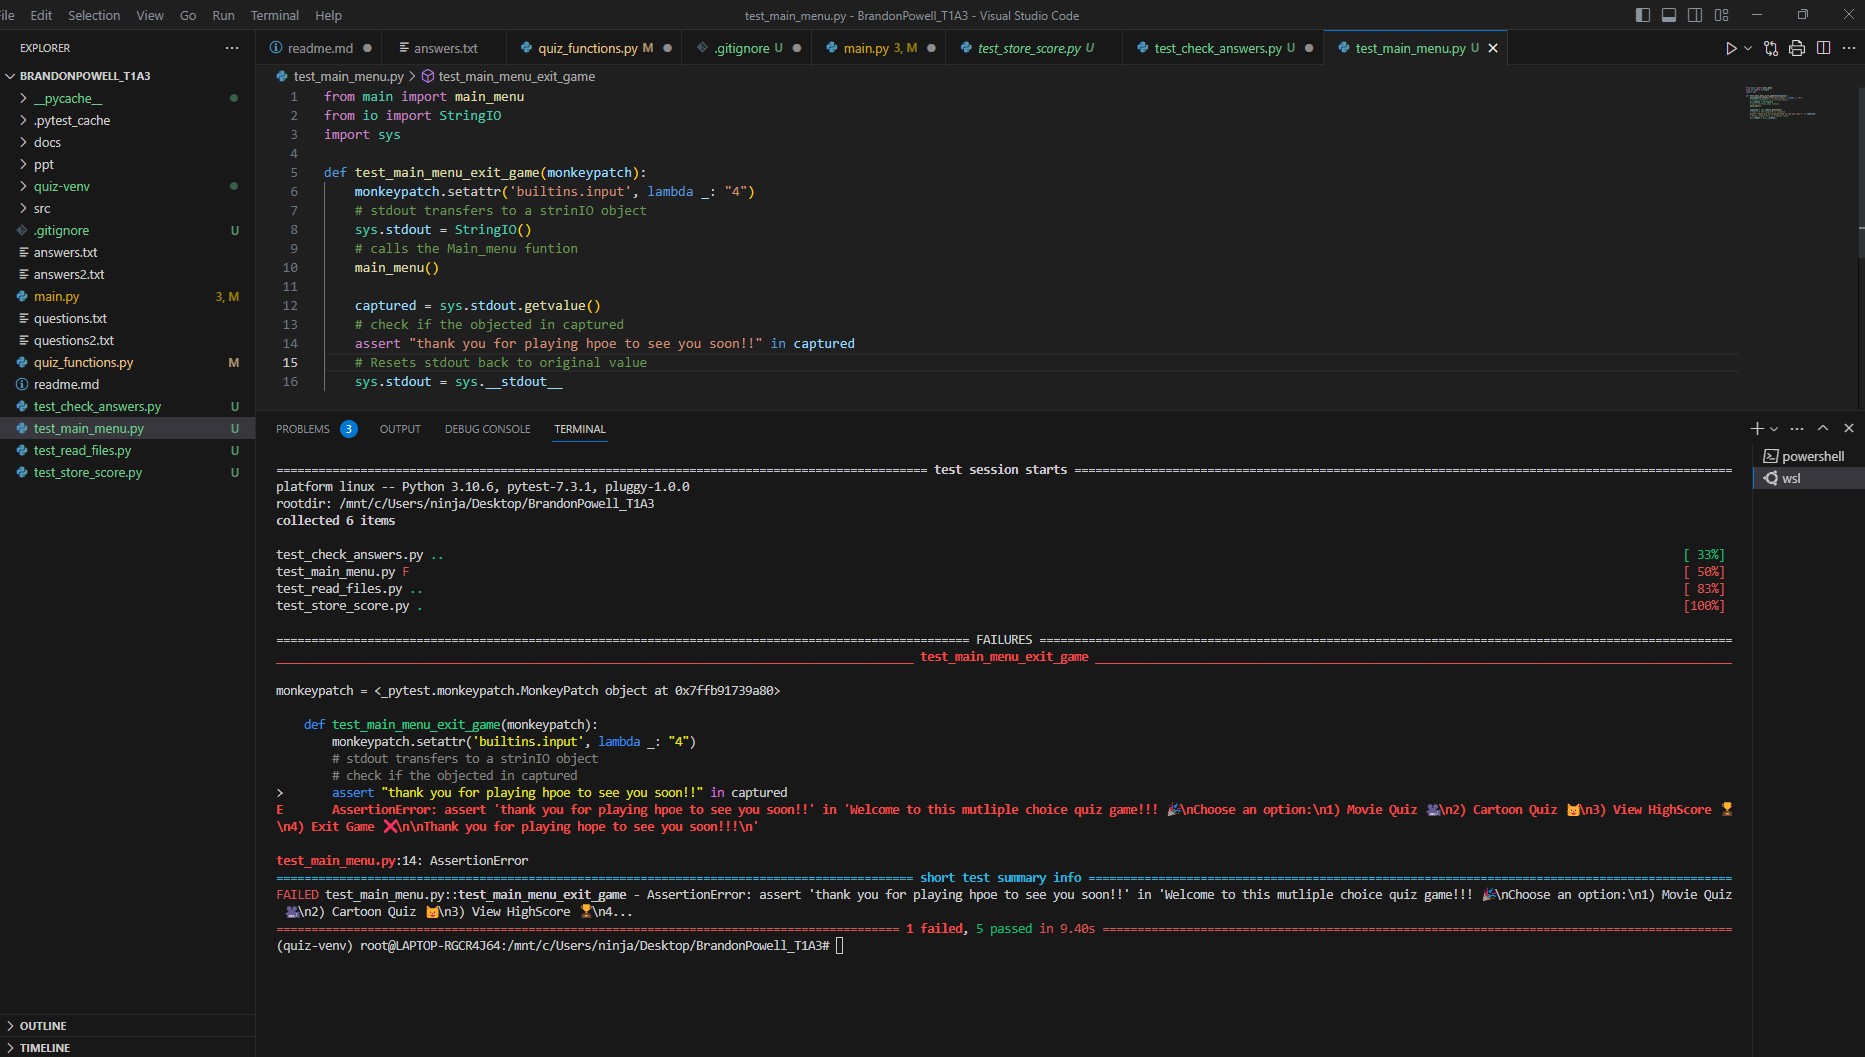 ile Edit Selection View Go Run Terminal Help
test_main_menu.py - BrandonPowell_T1A3 - Visual Studio Code
EXPLORER
BRANDONPOWELL_T1A3
__pycache__
.pytest_cache
docs
ppt
quiz-venv
src
.gitignore U
answers.txt
answers2.txt
main.py 3, M
questions.txt
questions2.txt
quiz_functions.py M
readme.md
test_check_answers.py U
test_main_menu.py U
test_read_files.py U
test_store_score.py U
OUTLINE
TIMELINE
readme.md answers.txt quiz_functions.py M .gitignore U main.py 3, M test_store_score.py U test_check_answers.py U test_main_menu.py U
test_main_menu.py > test_main_menu_exit_game
1 from main import main_menu
2 from io import StringIO
3 import sys
4
5 def test_main_menu_exit_game(monkeypatch):
6 monkeypatch.setattr('builtins.input', lambda _: "4")
7 # stdout transfers to a strinIO object
8 sys.stdout = StringIO()
9 # calls the Main_menu funtion
10 main_menu()
11
12 captured = sys.stdout.getvalue()
13 # check if the objected in captured
14 assert "thank you for playing hpoe to see you soon!!" in captured
15 # Resets stdout back to original value
16 sys.stdout = sys.__stdout__
PROBLEMS 3 OUTPUT DEBUG CONSOLE TERMINAL
powershell
wsl
test session starts
platform linux -- Python 3.10.6, pytest-7.3.1, pluggy-1.0.0
rootdir: /mnt/c/Users/ninja/Desktop/BrandonPowell_T1A3
collected 6 items
test_check_answers.py .. [ 33%]
test_main_menu.py F [ 50%]
test_read_files.py .. [ 83%]
test_store_score.py . [100%]
FAILURES
test_main_menu_exit_game
monkeypatch = <_pytest.monkeypatch.MonkeyPatch object at 0x7ffb91739a80>
def test_main_menu_exit_game(monkeypatch):
monkeypatch.setattr('builtins.input', lambda _: "4")
# stdout transfers to a strinIO object
# check if the objected in captured
> assert "thank you for playing hpoe to see you soon!!" in captured
E AssertionError: assert 'thank you for playing hpoe to see you soon!!' in 'Welcome to this mutliple choice quiz game!!! 🎉\nChoose an option:\n1) Movie Quiz 🎥\n2) Cartoon Quiz 🐱\n3) View HighScore 🏆
\n4) Exit Game ❌\n\nThank you for playing hope to see you soon!!!\n'
test_main_menu.py:14: AssertionError
short test summary info
FAILED test_main_menu.py::test_main_menu_exit_game - AssertionError: assert 'thank you for playing hpoe to see you soon!!' in 'Welcome to this mutliple choice quiz game!!! 🎉\nChoose an option:\n1) Movie Quiz
🎥\n2) Cartoon Quiz 🐱\n3) View HighScore 🏆\n4...
1 failed, 5 passed in 9.40s
(quiz-venv) root@LAPTOP-RGCR4J64:/mnt/c/Users/ninja/Desktop/BrandonPowell_T1A3#